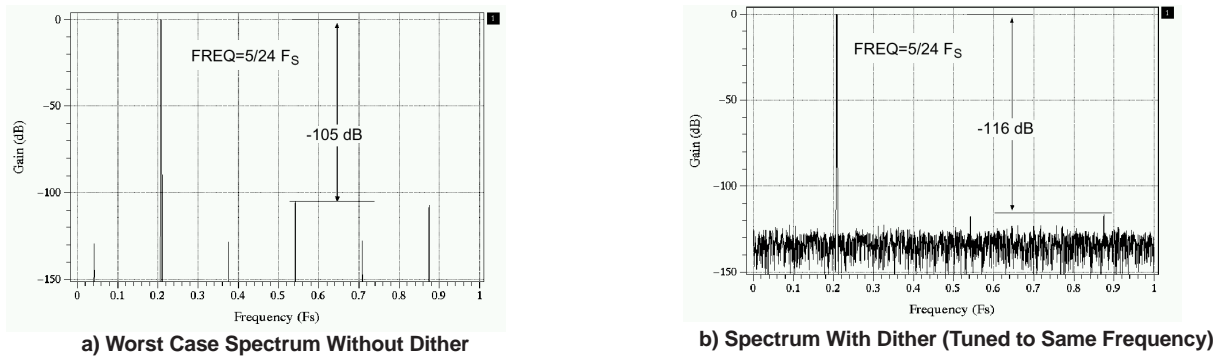 1
0
FREQ=5/24 FS
−50
-105 dB
−100
−150
Gain (dB)
0 0.1 0.2 0.3 0.4 0.5 0.6 0.7 0.8 0.9 1
Frequency (Fs)
a) Worst Case Spectrum Without Dither
1
0
FREQ=5/24 FS
−50
-116 dB
−100
−150
Gain (dB)
0 0.1 0.2 0.3 0.4 0.5 0.6 0.7 0.8 0.9 1
Frequency (Fs)
b) Spectrum With Dither (Tuned to Same Frequency)